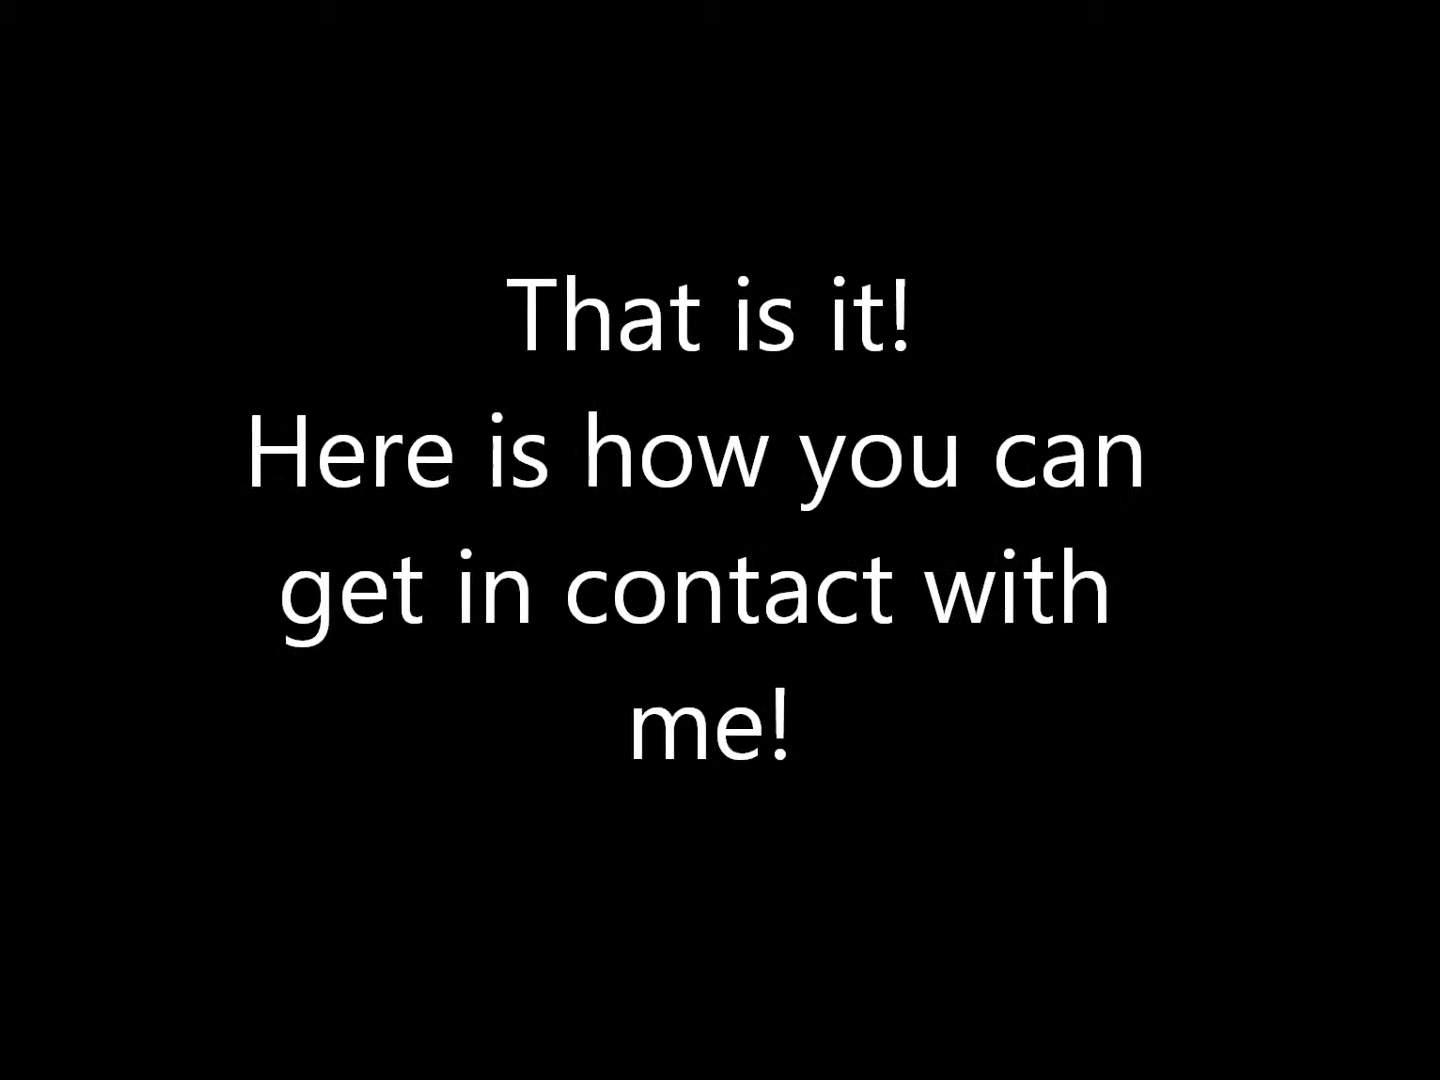 That is it!
Here is how you can
get in contact with
me!